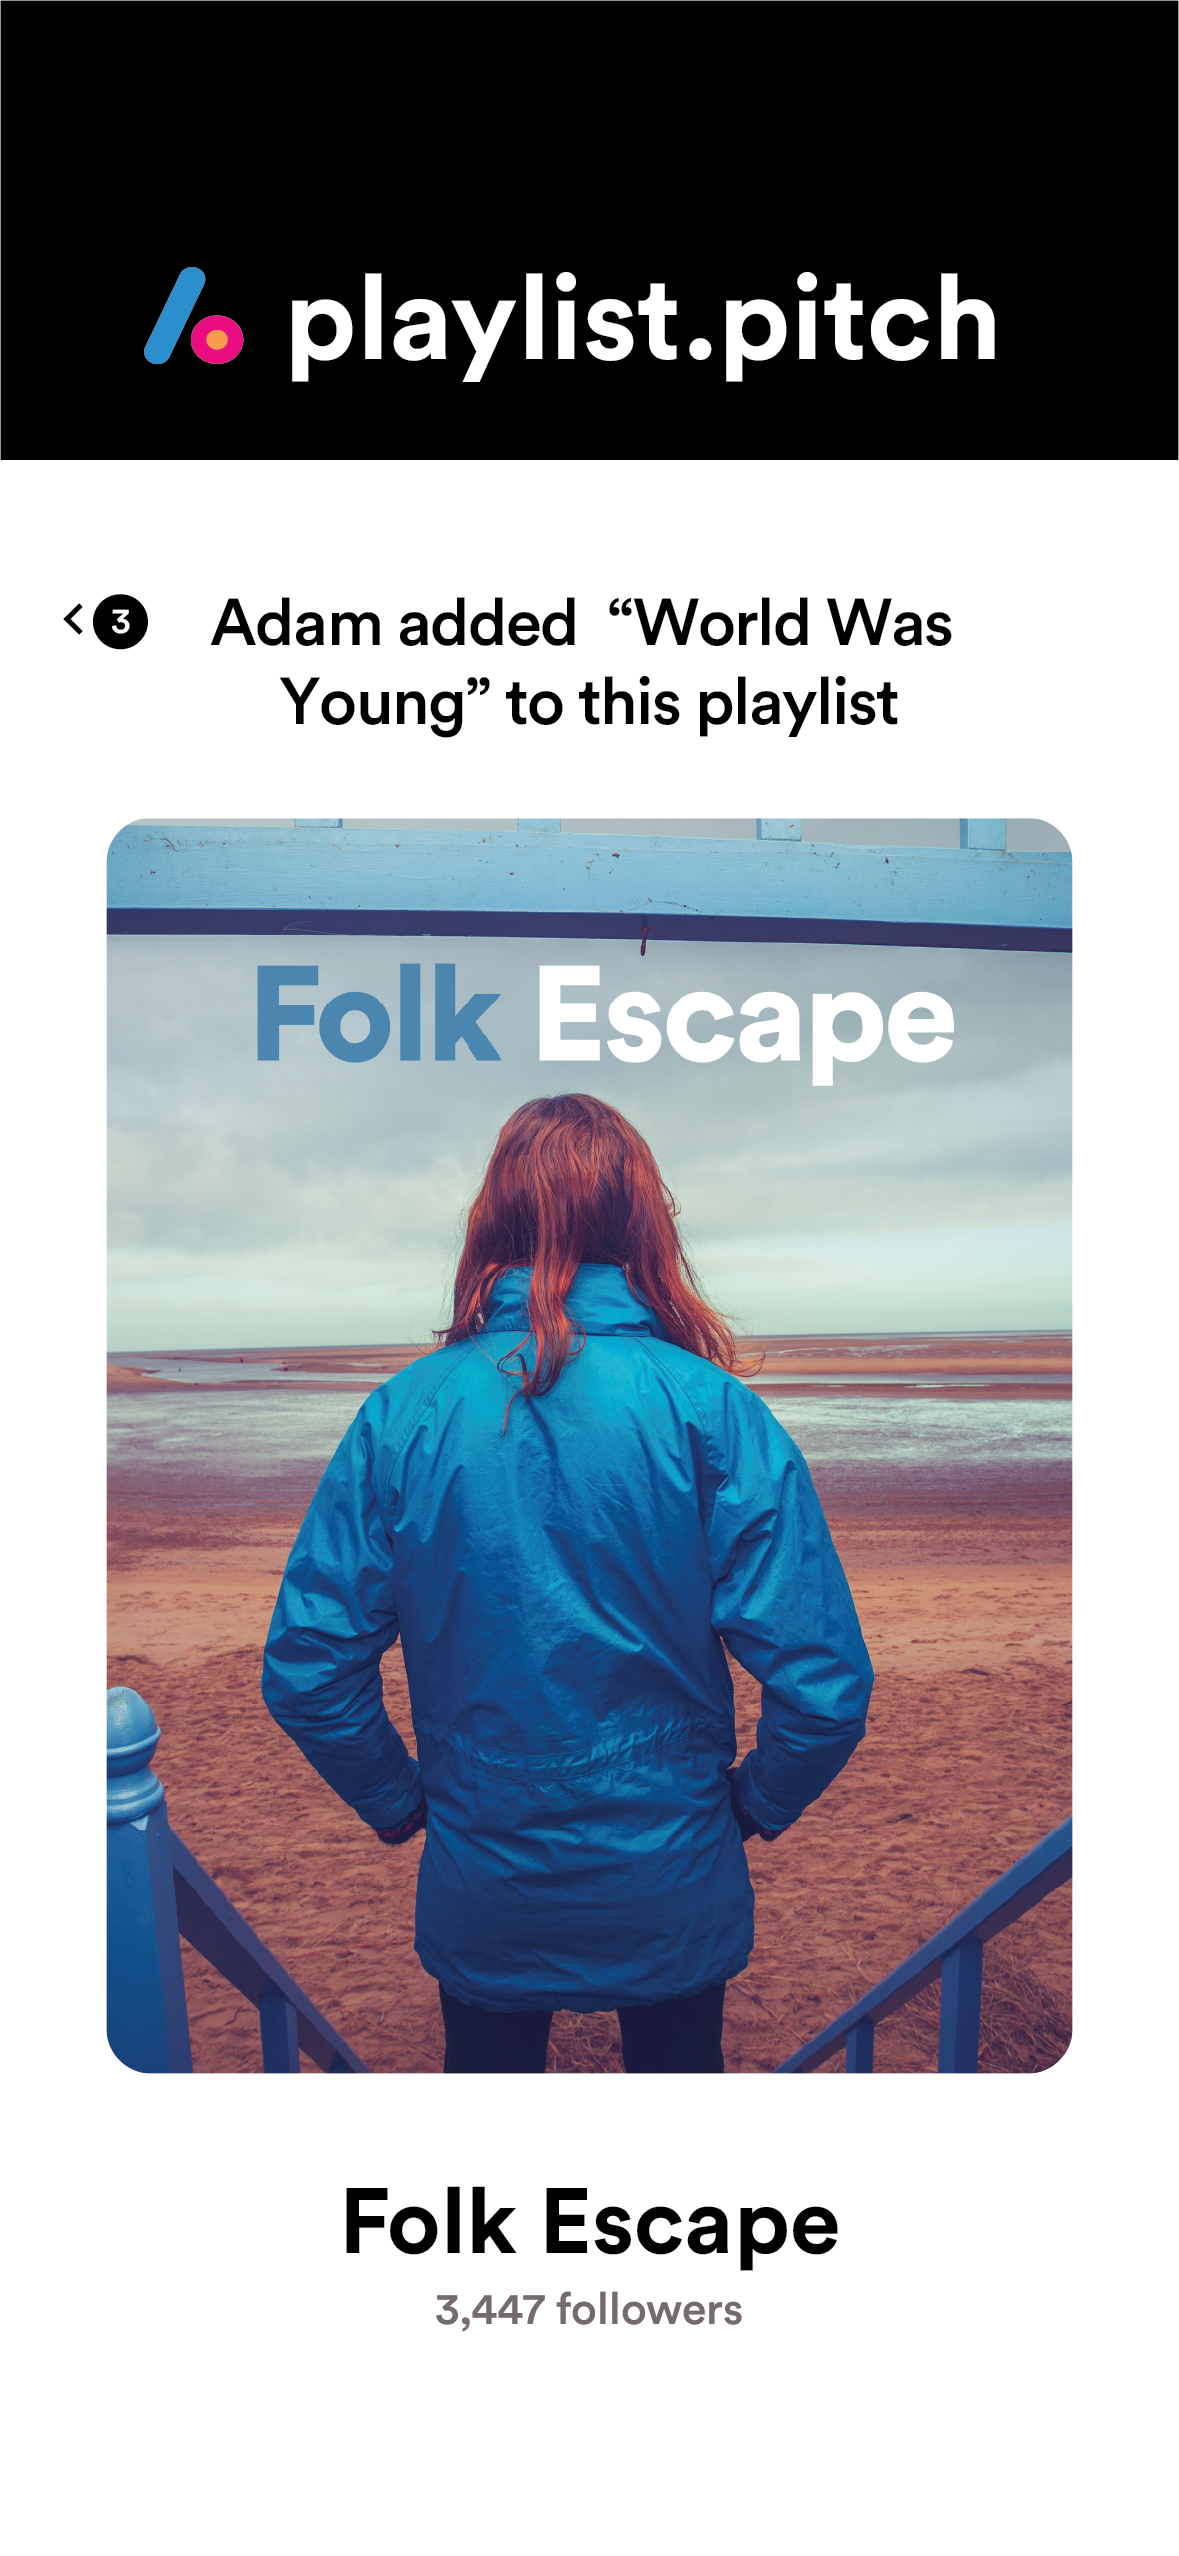 playlist.pitch
< 3
Adam added “World Was
Young” to this playlist
Folk Escape
Folk Escape
3,447 followers